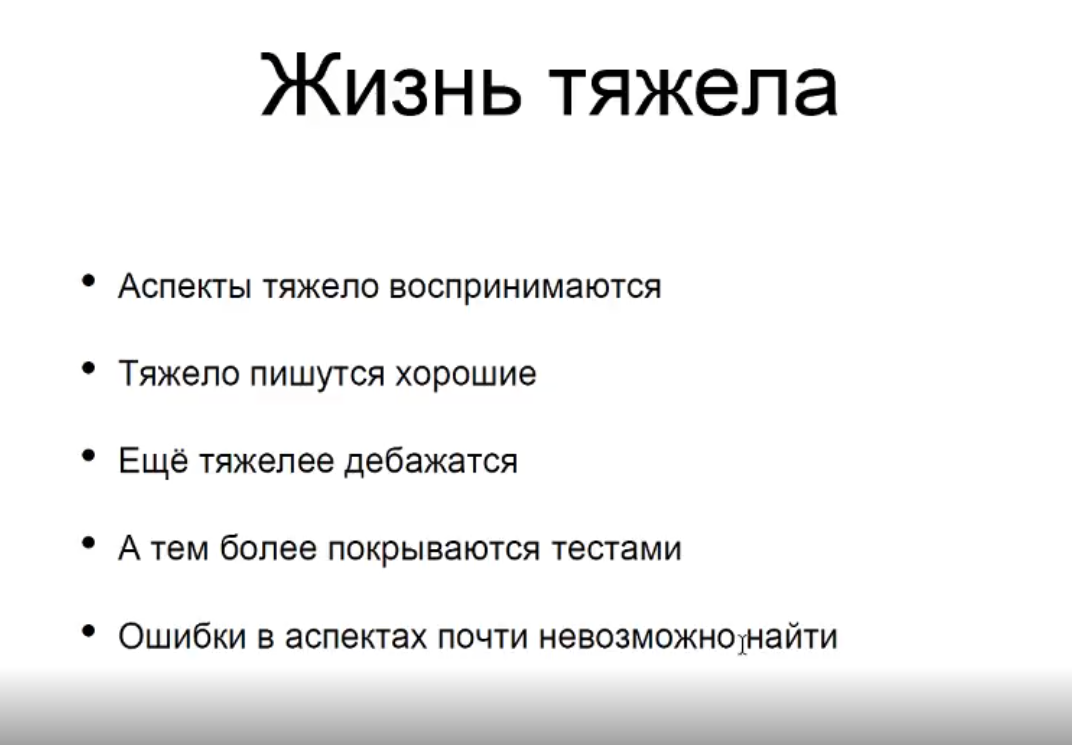 Жизнь тяжела
• Аспекты тяжело воспринимаются
• Тяжело пишутся хорошие
• Ещё тяжелее дебажатся
• А тем более покрываются тестами
• Ошибки в аспектах почти невозможно найти